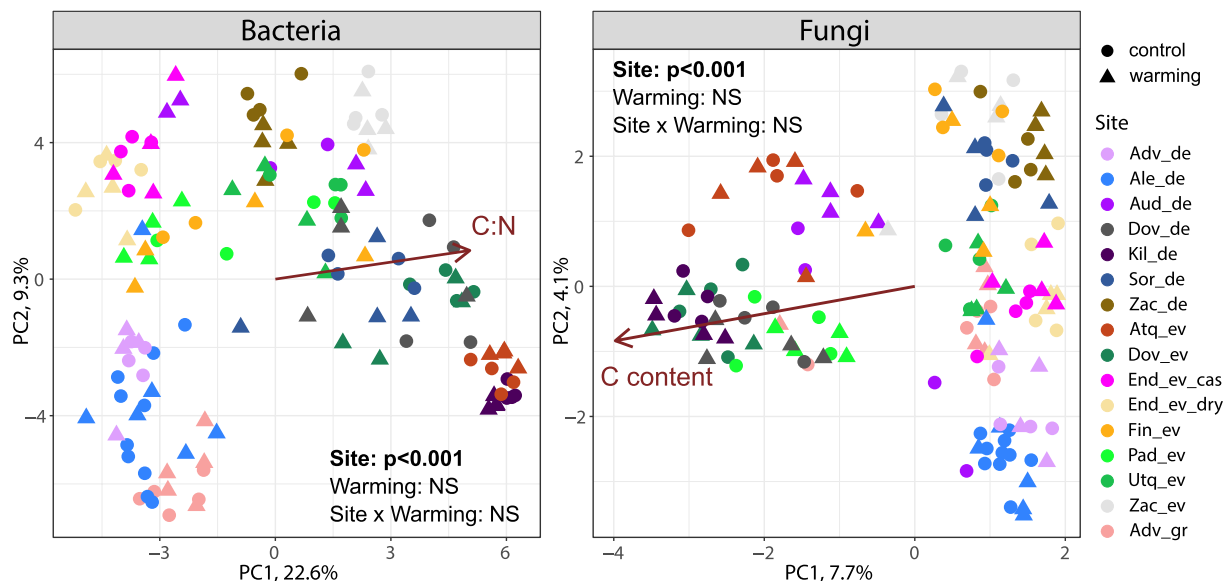 Bacteria
Fungi
control
warming
Site
Adv_de
Ale_de
Aud_de
Dov_de
Kil_de
Sor_de
Zac_de
Atq_ev
Dov_ev
End_ev_cas
End_ev_dry
Fin_ev
Pad_ev
Utq_ev
Zac_ev
Adv_gr
PC2, 9.3%
4
0
−4
C:N
Site: p<0.001
Warming: NS
Site x Warming: NS
−3
0
3
6
PC1, 22.6%
Site: p<0.001
Warming: NS
Site x Warming: NS
PC2, 4.1%
2
0
−2
C content
−4
−2
0
2
PC1, 7.7%